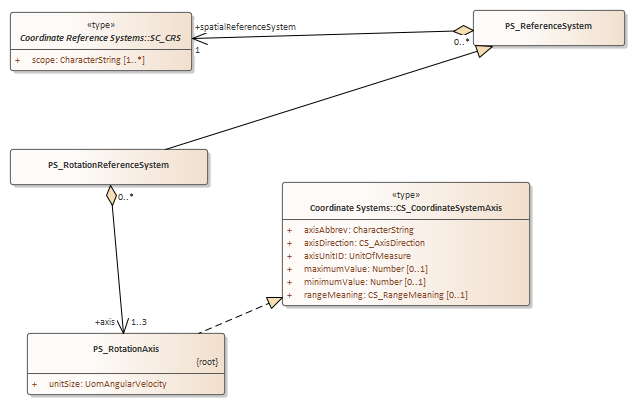 «type»
Coordinate Reference Systems::SC_CRS
+ scope: CharacterString [1..*]
+spatialReferenceSystem
1
0..*
PS_ReferenceSystem
PS_RotationReferenceSystem
0..*
«type»
Coordinate Systems::CS_CoordinateSystemAxis
+ axisAbbrev: CharacterString
+ axisDirection: CS_AxisDirection
+ axisUnitID: UnitOfMeasure
+ maximumValue: Number [0..1]
+ minimumValue: Number [0..1]
+ rangeMeaning: CS_RangeMeaning [0..1]
+axis 1..3
PS_RotationAxis
{root}
+ unitSize: UomAngularVelocity